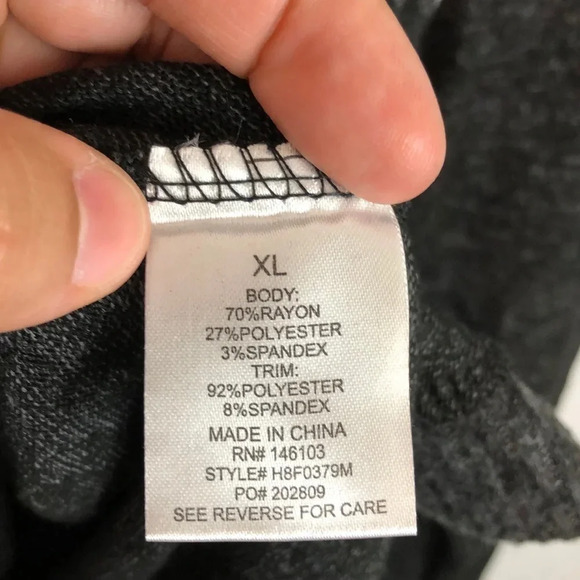 XL
BODY:
70%RAYON
27%POLYESTER
3%SPANDEX
TRIM:
92%POLYESTER
8%SPANDEX
MADE IN CHINA
RN# 146103
STYLE# H8F0379M
PO# 202809
SEE REVERSE FOR CARE